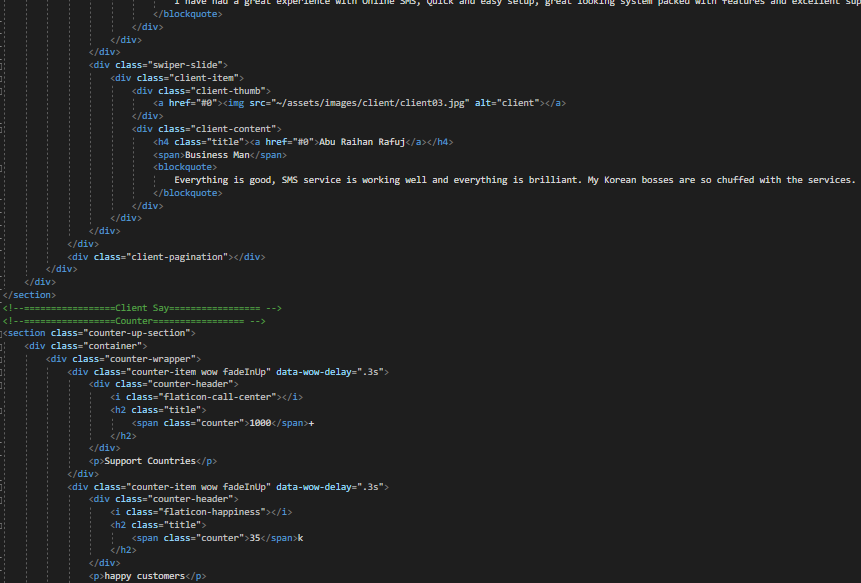 I have had a great experience with Online SMS, Quick and easy setup, great looking system packed with features and excellent sup
</blockquote>
</div>
</div>
</div>
<div class="swiper-slide">
<div class="client-item">
<div class="client-thumb">
<a href="#0"><img src="~/assets/images/client/client03.jpg" alt="client"></a>
</div>
<div class="client-content">
<h4 class="title"><a href="#0">Abu Raihan Rafuj</a></h4>
<span>Business Man</span>
<blockquote>
Everything is good, SMS service is working well and everything is brilliant. My Korean bosses are so chuffed with the services.
</blockquote>
</div>
</div>
</div>
</div>
<div class="client-pagination"></div>
</div>
</div>
</section>
<!--=================Client Say================= -->
<!--=================Counter================= -->
<section class="counter-up-section">
<div class="container">
<div class="counter-wrapper">
<div class="counter-item wow fadeInUp" data-wow-delay=".3s">
<div class="counter-header">
<i class="flaticon-call-center"></i>
<h2 class="title">
<span class="counter">1000</span>+
</h2>
</div>
<p>Support Countries</p>
</div>
<div class="counter-item wow fadeInUp" data-wow-delay=".3s">
<div class="counter-header">
<i class="flaticon-happiness"></i>
<h2 class="title">
<span class="counter">35</span>k
</h2>
</div>
<p>happy customers</p>